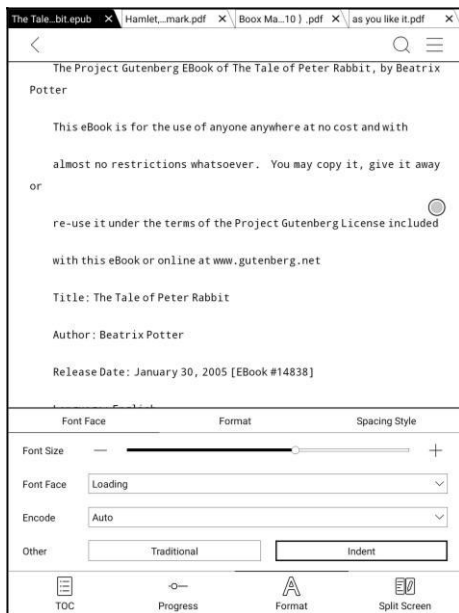 The Tale...bit.epub ✕ Hamlet,...mark.pdf ✕ Boox Ma...10 ) .pdf ✕ as you like it.pdf ✕
The Project Gutenberg EBook of The Tale of Peter Rabbit, by Beatrix
Potter
This eBook is for the use of anyone anywhere at no cost and with
almost no restrictions whatsoever. You may copy it, give it away
or
re-use it under the terms of the Project Gutenberg License included
with this eBook or online at www.gutenberg.net
Title: The Tale of Peter Rabbit
Author: Beatrix Potter
Release Date: January 30, 2005 [EBook #14838]
Font Face Format Spacing Style
Font Size
Font Face Loading
Encode Auto
Other Traditional Indent
TOC Progress Format Split Screen